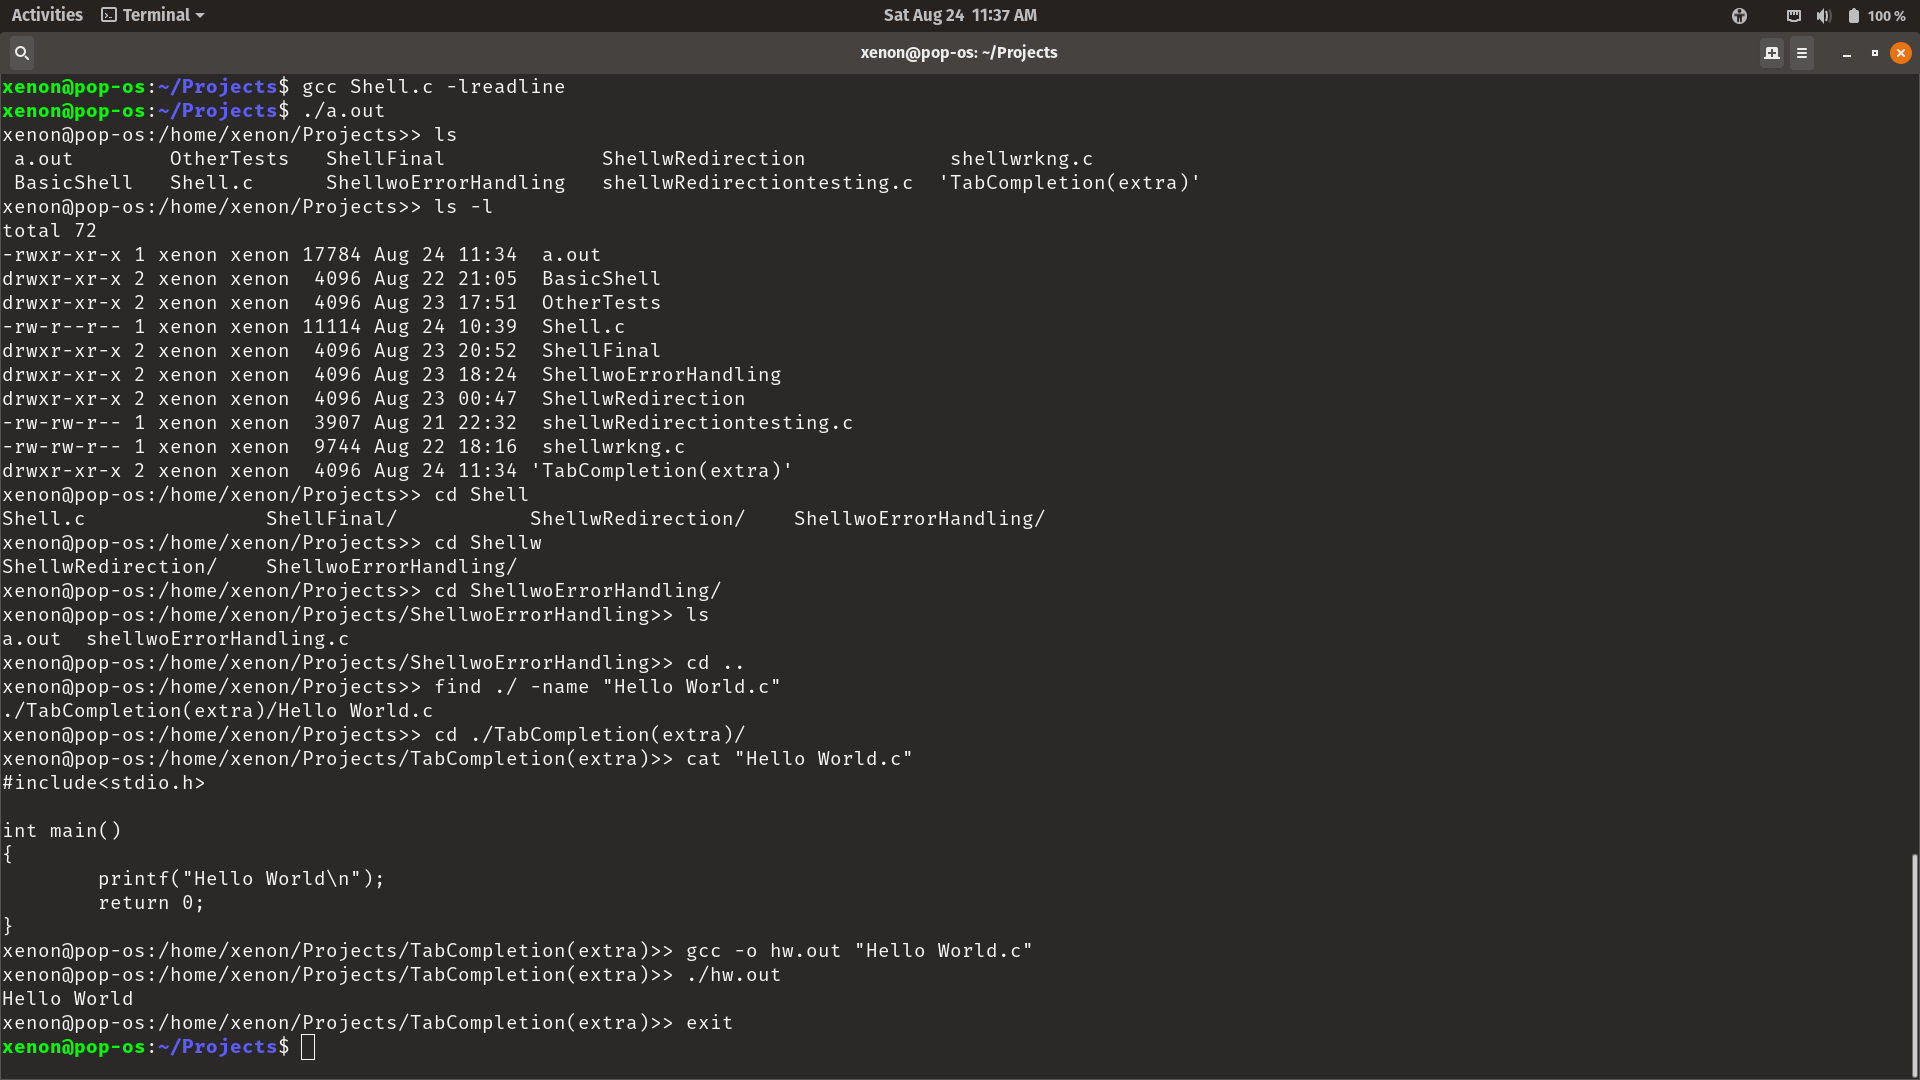 Activities Terminal Sat Aug 24 11:37 AM 100 %
xenon@pop-os: ~/Projects
xenon@pop-os:~/Projects$ gcc Shell.c -lreadline
xenon@pop-os:~/Projects$ ./a.out
xenon@pop-os:/home/xenon/Projects>> ls
 a.out        OtherTests   ShellFinal             ShellwRedirection            shellwrkng.c
 BasicShell   Shell.c      ShellwoErrorHandling   shellwRedirectiontesting.c  'TabCompletion(extra)'
xenon@pop-os:/home/xenon/Projects>> ls -l
total 72
-rwxr-xr-x 1 xenon xenon 17784 Aug 24 11:34  a.out
drwxr-xr-x 2 xenon xenon  4096 Aug 22 21:05  BasicShell
drwxr-xr-x 2 xenon xenon  4096 Aug 23 17:51  OtherTests
-rw-r--r-- 1 xenon xenon 11114 Aug 24 10:39  Shell.c
drwxr-xr-x 2 xenon xenon  4096 Aug 23 20:52  ShellFinal
drwxr-xr-x 2 xenon xenon  4096 Aug 23 18:24  ShellwoErrorHandling
drwxr-xr-x 2 xenon xenon  4096 Aug 23 00:47  ShellwRedirection
-rw-rw-r-- 1 xenon xenon  3907 Aug 21 22:32  shellwRedirectiontesting.c
-rw-rw-r-- 1 xenon xenon  9744 Aug 22 18:16  shellwrkng.c
drwxr-xr-x 2 xenon xenon  4096 Aug 24 11:34 'TabCompletion(extra)'
xenon@pop-os:/home/xenon/Projects>> cd Shell
Shell.c               ShellFinal/           ShellwRedirection/    ShellwoErrorHandling/
xenon@pop-os:/home/xenon/Projects>> cd Shellw
ShellwRedirection/    ShellwoErrorHandling/
xenon@pop-os:/home/xenon/Projects>> cd ShellwoErrorHandling/
xenon@pop-os:/home/xenon/Projects/ShellwoErrorHandling>> ls
a.out  shellwoErrorHandling.c
xenon@pop-os:/home/xenon/Projects/ShellwoErrorHandling>> cd ..
xenon@pop-os:/home/xenon/Projects>> find ./ -name "Hello World.c"
./TabCompletion(extra)/Hello World.c
xenon@pop-os:/home/xenon/Projects>> cd ./TabCompletion(extra)/
xenon@pop-os:/home/xenon/Projects/TabCompletion(extra)>> cat "Hello World.c"
#include<stdio.h>

int main()
{
        printf("Hello World\n");
        return 0;
}
xenon@pop-os:/home/xenon/Projects/TabCompletion(extra)>> gcc -o hw.out "Hello World.c"
xenon@pop-os:/home/xenon/Projects/TabCompletion(extra)>> ./hw.out
Hello World
xenon@pop-os:/home/xenon/Projects/TabCompletion(extra)>> exit
xenon@pop-os:~/Projects$